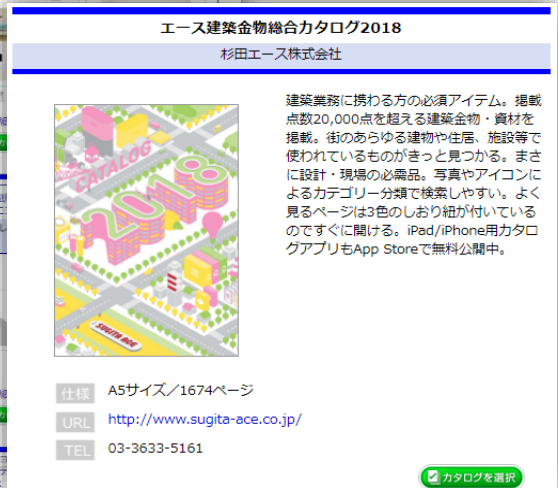 エース建築金物総合カタログ2018
杉田エース株式会社
建築業務に携わる方の必須アイテム。掲載
点数20,000点を超える建築金物・資材を
掲載。街のあらゆる建物や住居、施設等で
使われているものがきっと見つかる。まさ
に設計・現場の必需品。写真やアイコンに
よるカテゴリー分類で検索しやすい。よく
見るページは3色のしおり紐が付いている
のですぐに開ける。iPad/iPhone用カタロ
グアプリもApp Storeで無料公開中。
CATALOG
2018
SUGITA ACE
仕様 A5サイズ／1674ページ
URL http://www.sugita-ace.co.jp/
TEL 03-3633-5161
カタログを選択